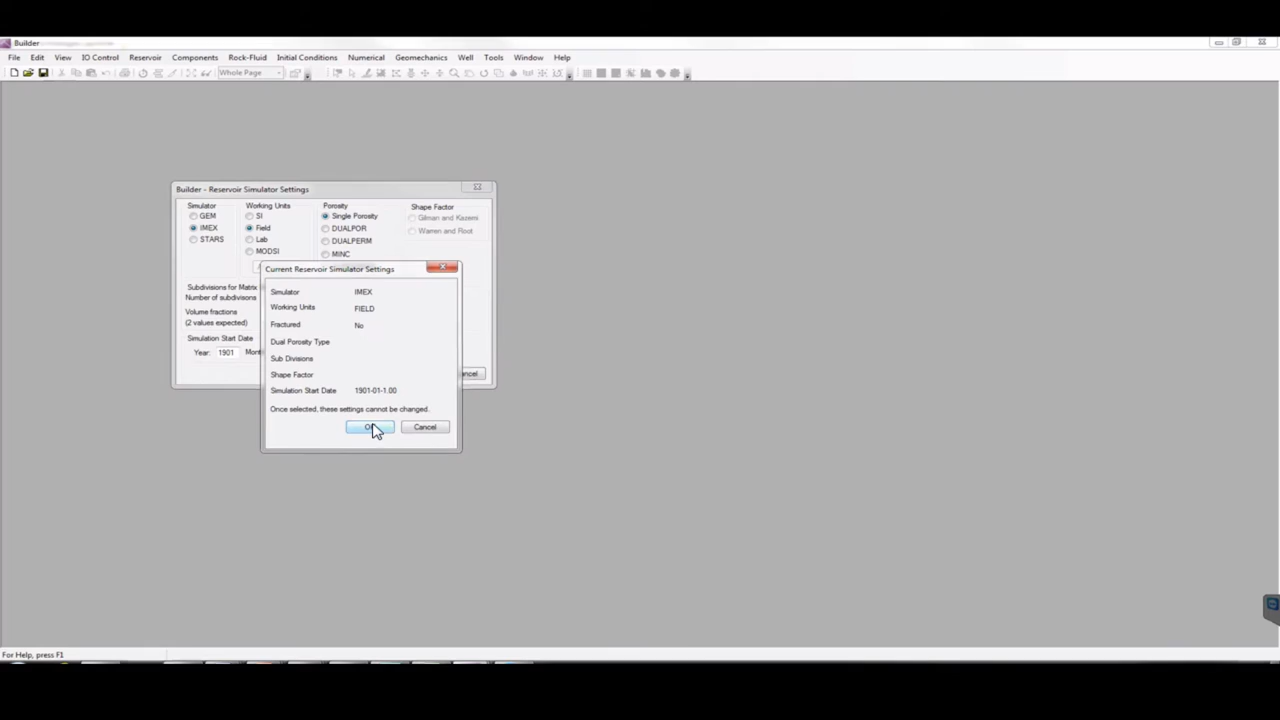 Builder
File Edit View IO Control Reservoir Components Rock-Fluid Initial Conditions Numerical Geomechanics Well Tools Window Help
Whole Page
Builder - Reservoir Simulator Settings
Simulator Working Units Porosity Shape Factor
GEM SI Single Porosity Gilman and Kazemi
IMEX Field DUALPOR Warren and Root
STARS Lab DUALPERM
MODSI MINC
Subdivisions for Matrix
Number of subdivisons
Volume fractions
(2 values expected)
Simulation Start Date
Year: 1901
Current Reservoir Simulator Settings
Simulator IMEX
Working Units FIELD
Fractured No
Dual Porosity Type
Sub Divisions
Shape Factor
Simulation Start Date 1901-01-1.00
Once selected, these settings cannot be changed.
Cancel
For Help, press F1